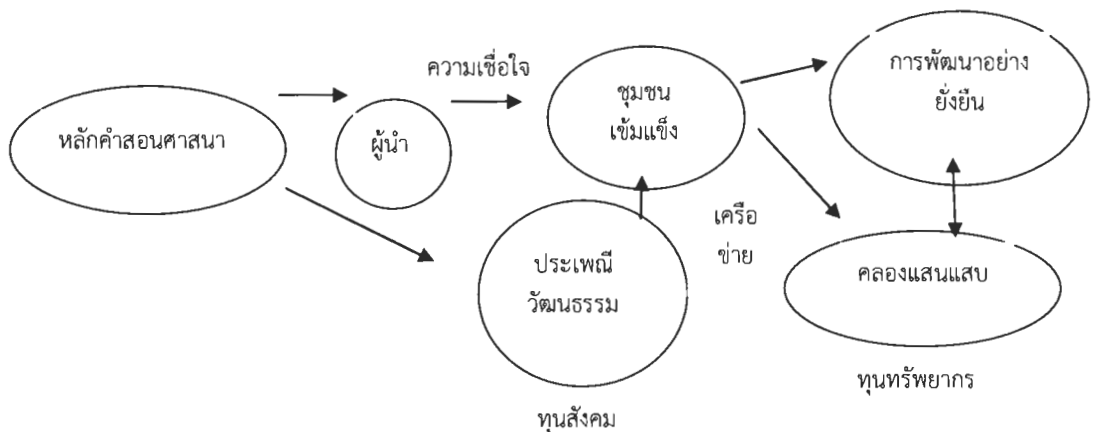 ความเชื่อใจ
หลักคำสอนศาสนา
ผู้นำ
ชุมชน
เข้มแข็ง
การพัฒนาอย่าง
ยั่งยืน
ประเพณี
วัฒนธรรม
เครือ
ข่าย
คลองแสนแสบ
ทุนทรัพยากร
ทุนสังคม